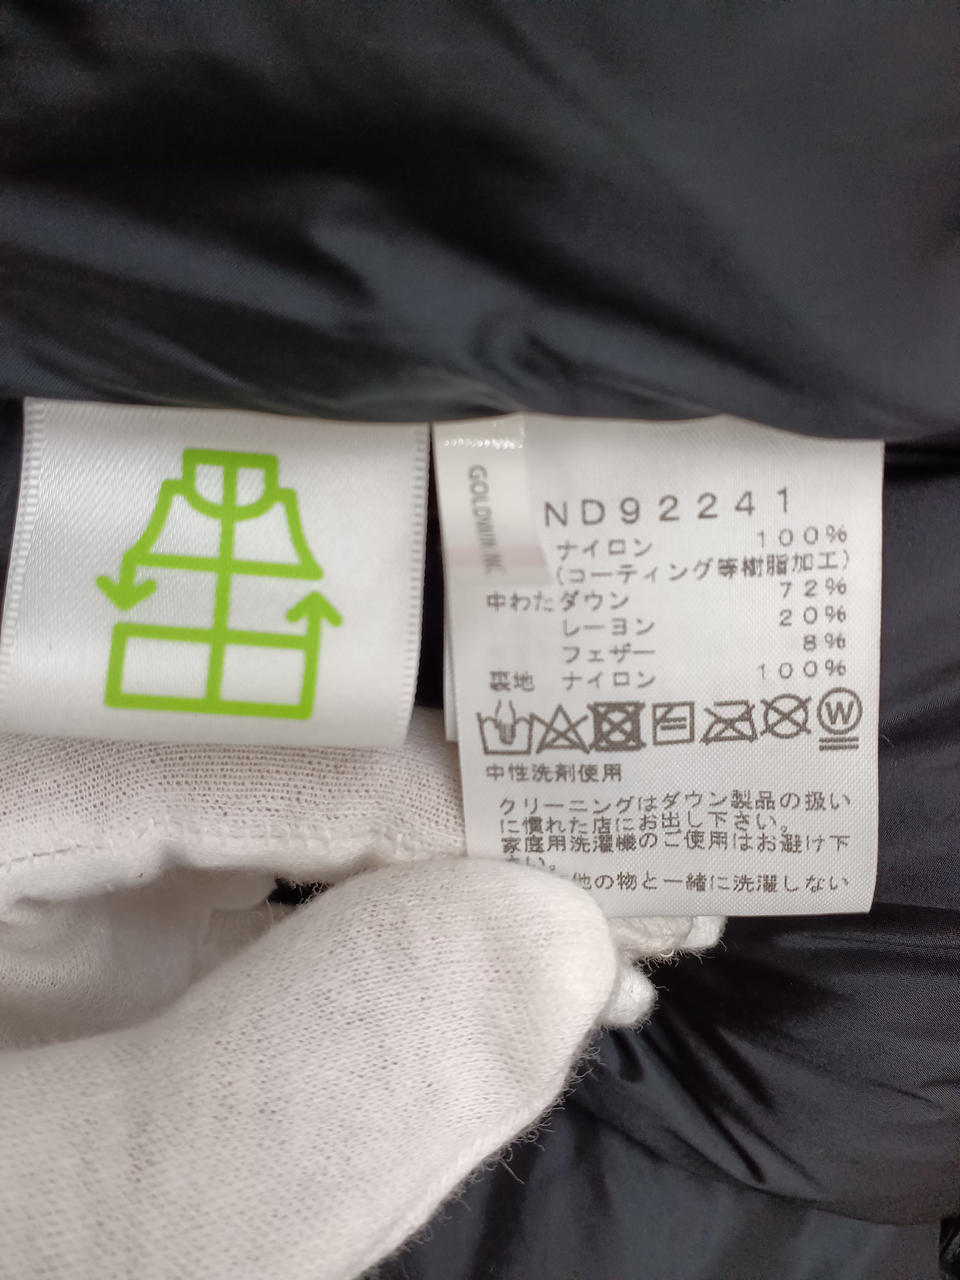 GOLDWIN INC
ND92241
ナイロン 100%
(コーティング等樹脂加工)
中わた ダウン 72%
レーヨン 20%
フェザー 8%
裏地 ナイロン 100%
W
中性洗剤使用
クリーニングはダウン製品の扱い
に慣れた店にお出し下さい。
家庭用洗濯機のご使用はお避け下
さい。
他の物と一緒に洗濯しない